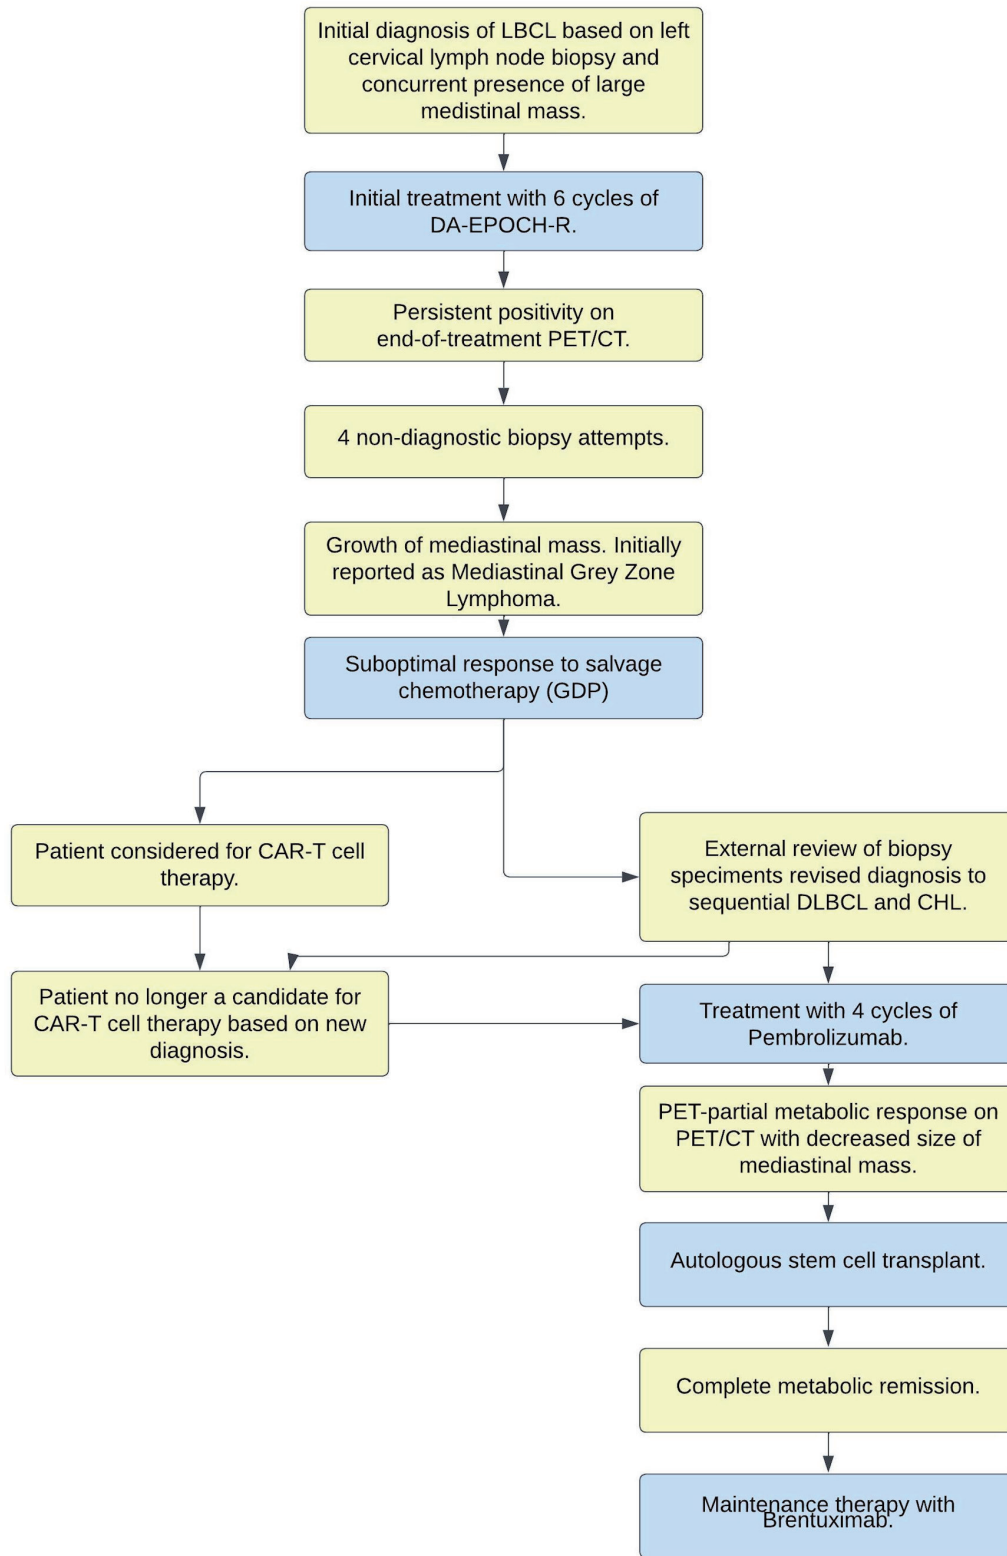 Initial diagnosis of LBCL based on left
cervical lymph node biopsy and
concurrent presence of large
medistinal mass.
Initial treatment with 6 cycles of
DA-EPOCH-R.
Persistent positivity on
end-of-treatment PET/CT.
4 non-diagnostic biopsy attempts.
Growth of mediastinal mass. Initially
reported as Mediastinal Grey Zone
Lymphoma.
Suboptimal response to salvage
chemotherapy (GDP)
Patient considered for CAR-T cell
therapy.
External review of biopsy
speciments revised diagnosis to
sequential DLBCL and CHL.
Patient no longer a candidate for
CAR-T cell therapy based on new
diagnosis.
Treatment with 4 cycles of
Pembrolizumab.
PET-partial metabolic response on
PET/CT with decreased size of
mediastinal mass.
Autologous stem cell transplant.
Complete metabolic remission.
Maintenance therapy with
Brentuximab.